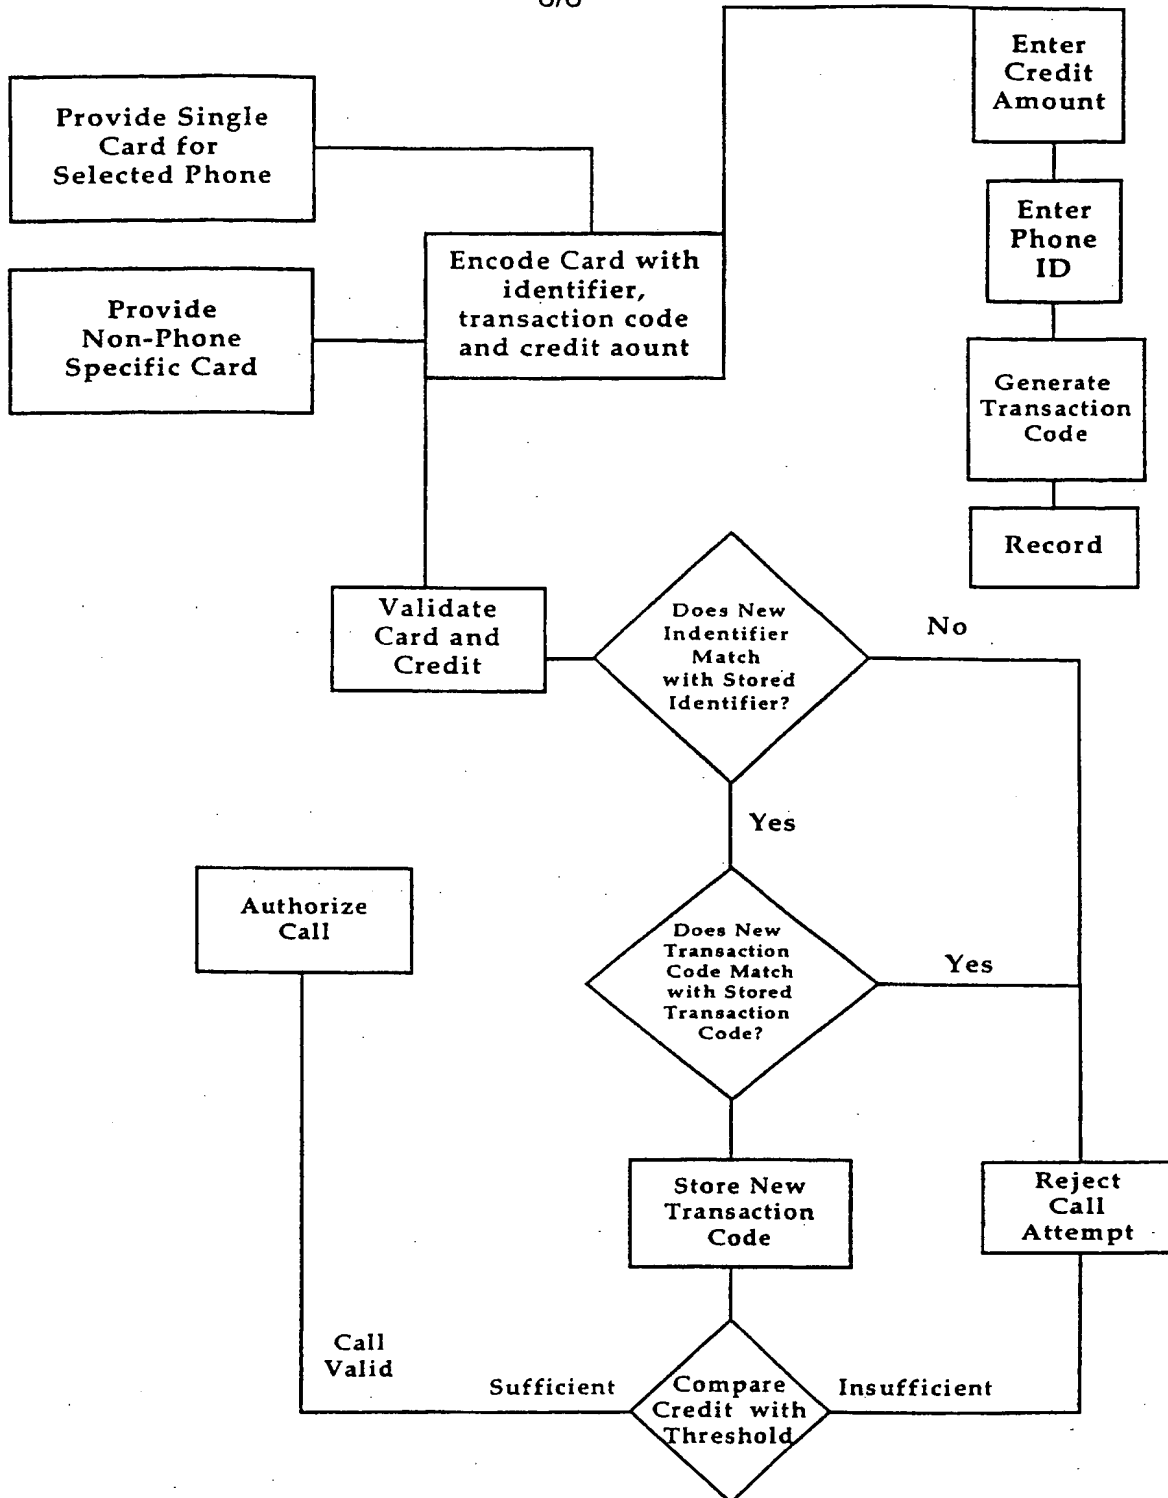 Enter
Credit
Amount
Provide Single
Card for
Selected Phone
Enter
Phone
ID
Encode Card with
identifier,
transaction code
and credit aount
Provide
Non-Phone
Specific Card
Generate
Transaction
Code
Record
Validate
Card and
Credit
Does New
Indentifier
Match
with Stored
Identifier?
No
Yes
Authorize
Call
Does New
Transaction
Code Match
with Stored
Transaction
Code?
Yes
Store New
Transaction
Code
Reject
Call
Attempt
Call
Valid
Sufficient
Compare
Credit with
Threshold
Insufficient